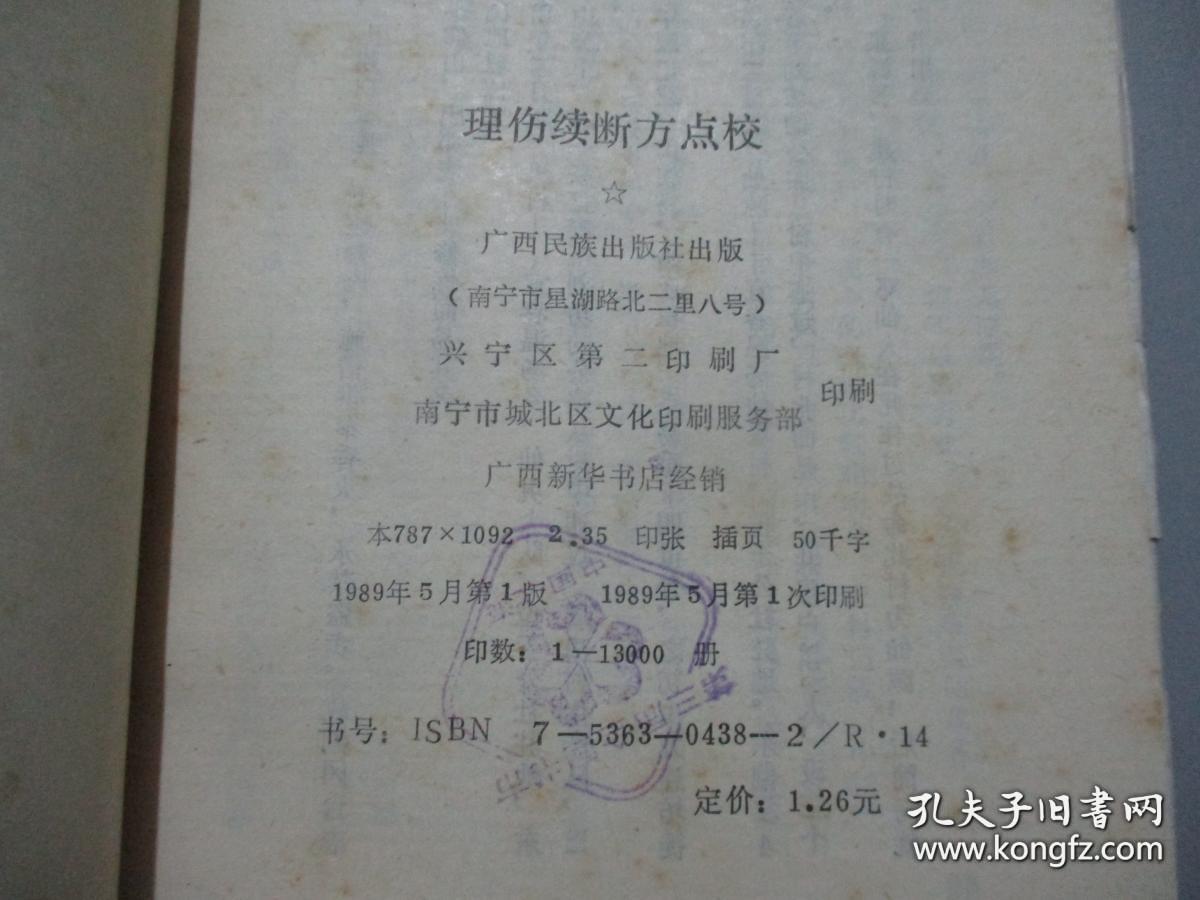 理伤续断方点校
☆
广西民族出版社出版
（南宁市星湖路北二里八号）
兴宁区第二印刷厂
南宁市城北区文化印刷服务部
印刷
广西新华书店经销
本787×1092 2.35 印张 插页 50千字
1989年5月第1版 1989年5月第1次印刷
印数：1—13000 册
书号：ISBN 7—5363—0438—2/R·14
定价：1.26元
孔夫子旧书网
www.kongfz.com